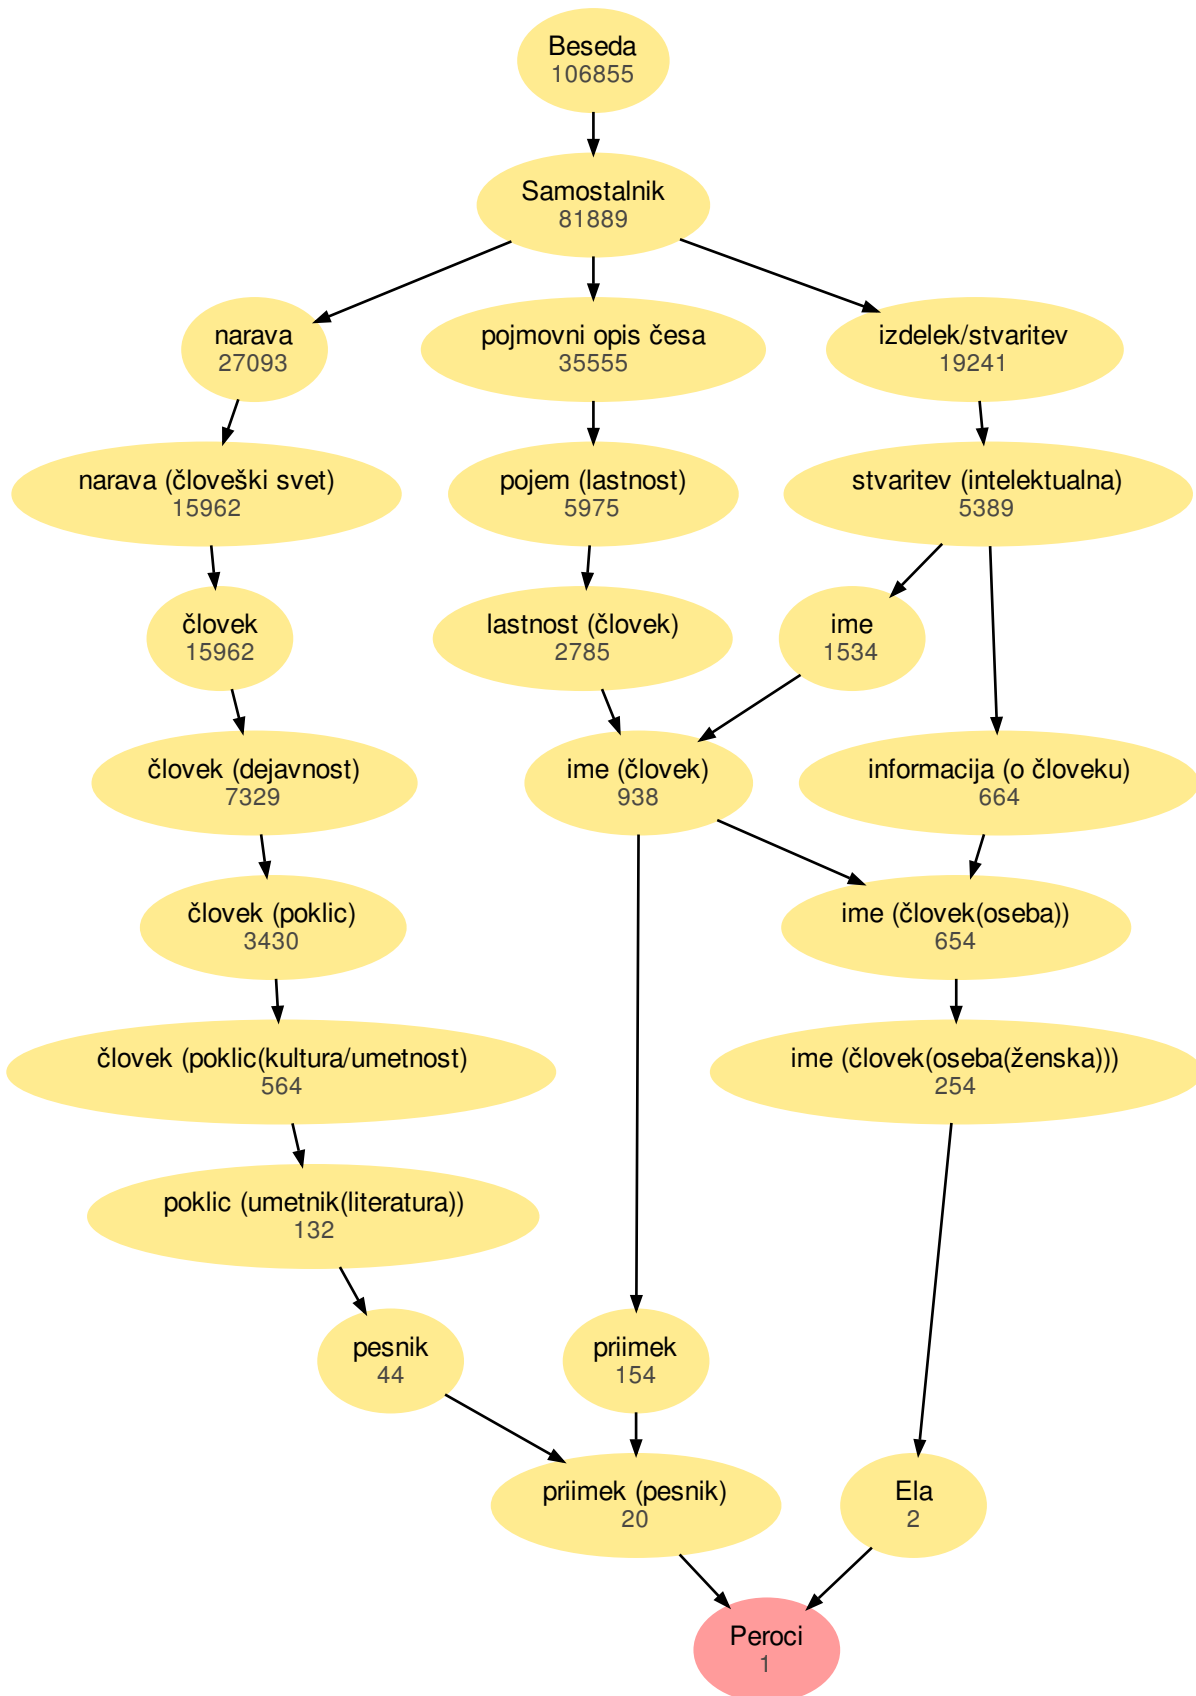 Beseda
106855
Samostalnik
81889
narava
27093
pojmovni opis česa
35555
izdelek/stvaritev
19241
narava (človeški svet)
15962
pojem (lastnost)
5975
stvaritev (intelektualna)
5389
človek
15962
lastnost (človek)
2785
ime
1534
človek (dejavnost)
7329
ime (človek)
938
informacija (o človeku)
664
človek (poklic)
3430
ime (človek(oseba))
654
človek (poklic(kultura/umetnost)
564
ime (človek(oseba(ženska)))
254
poklic (umetnik(literatura))
132
pesnik
44
priimek
154
priimek (pesnik)
20
Ela
2
Peroci
1